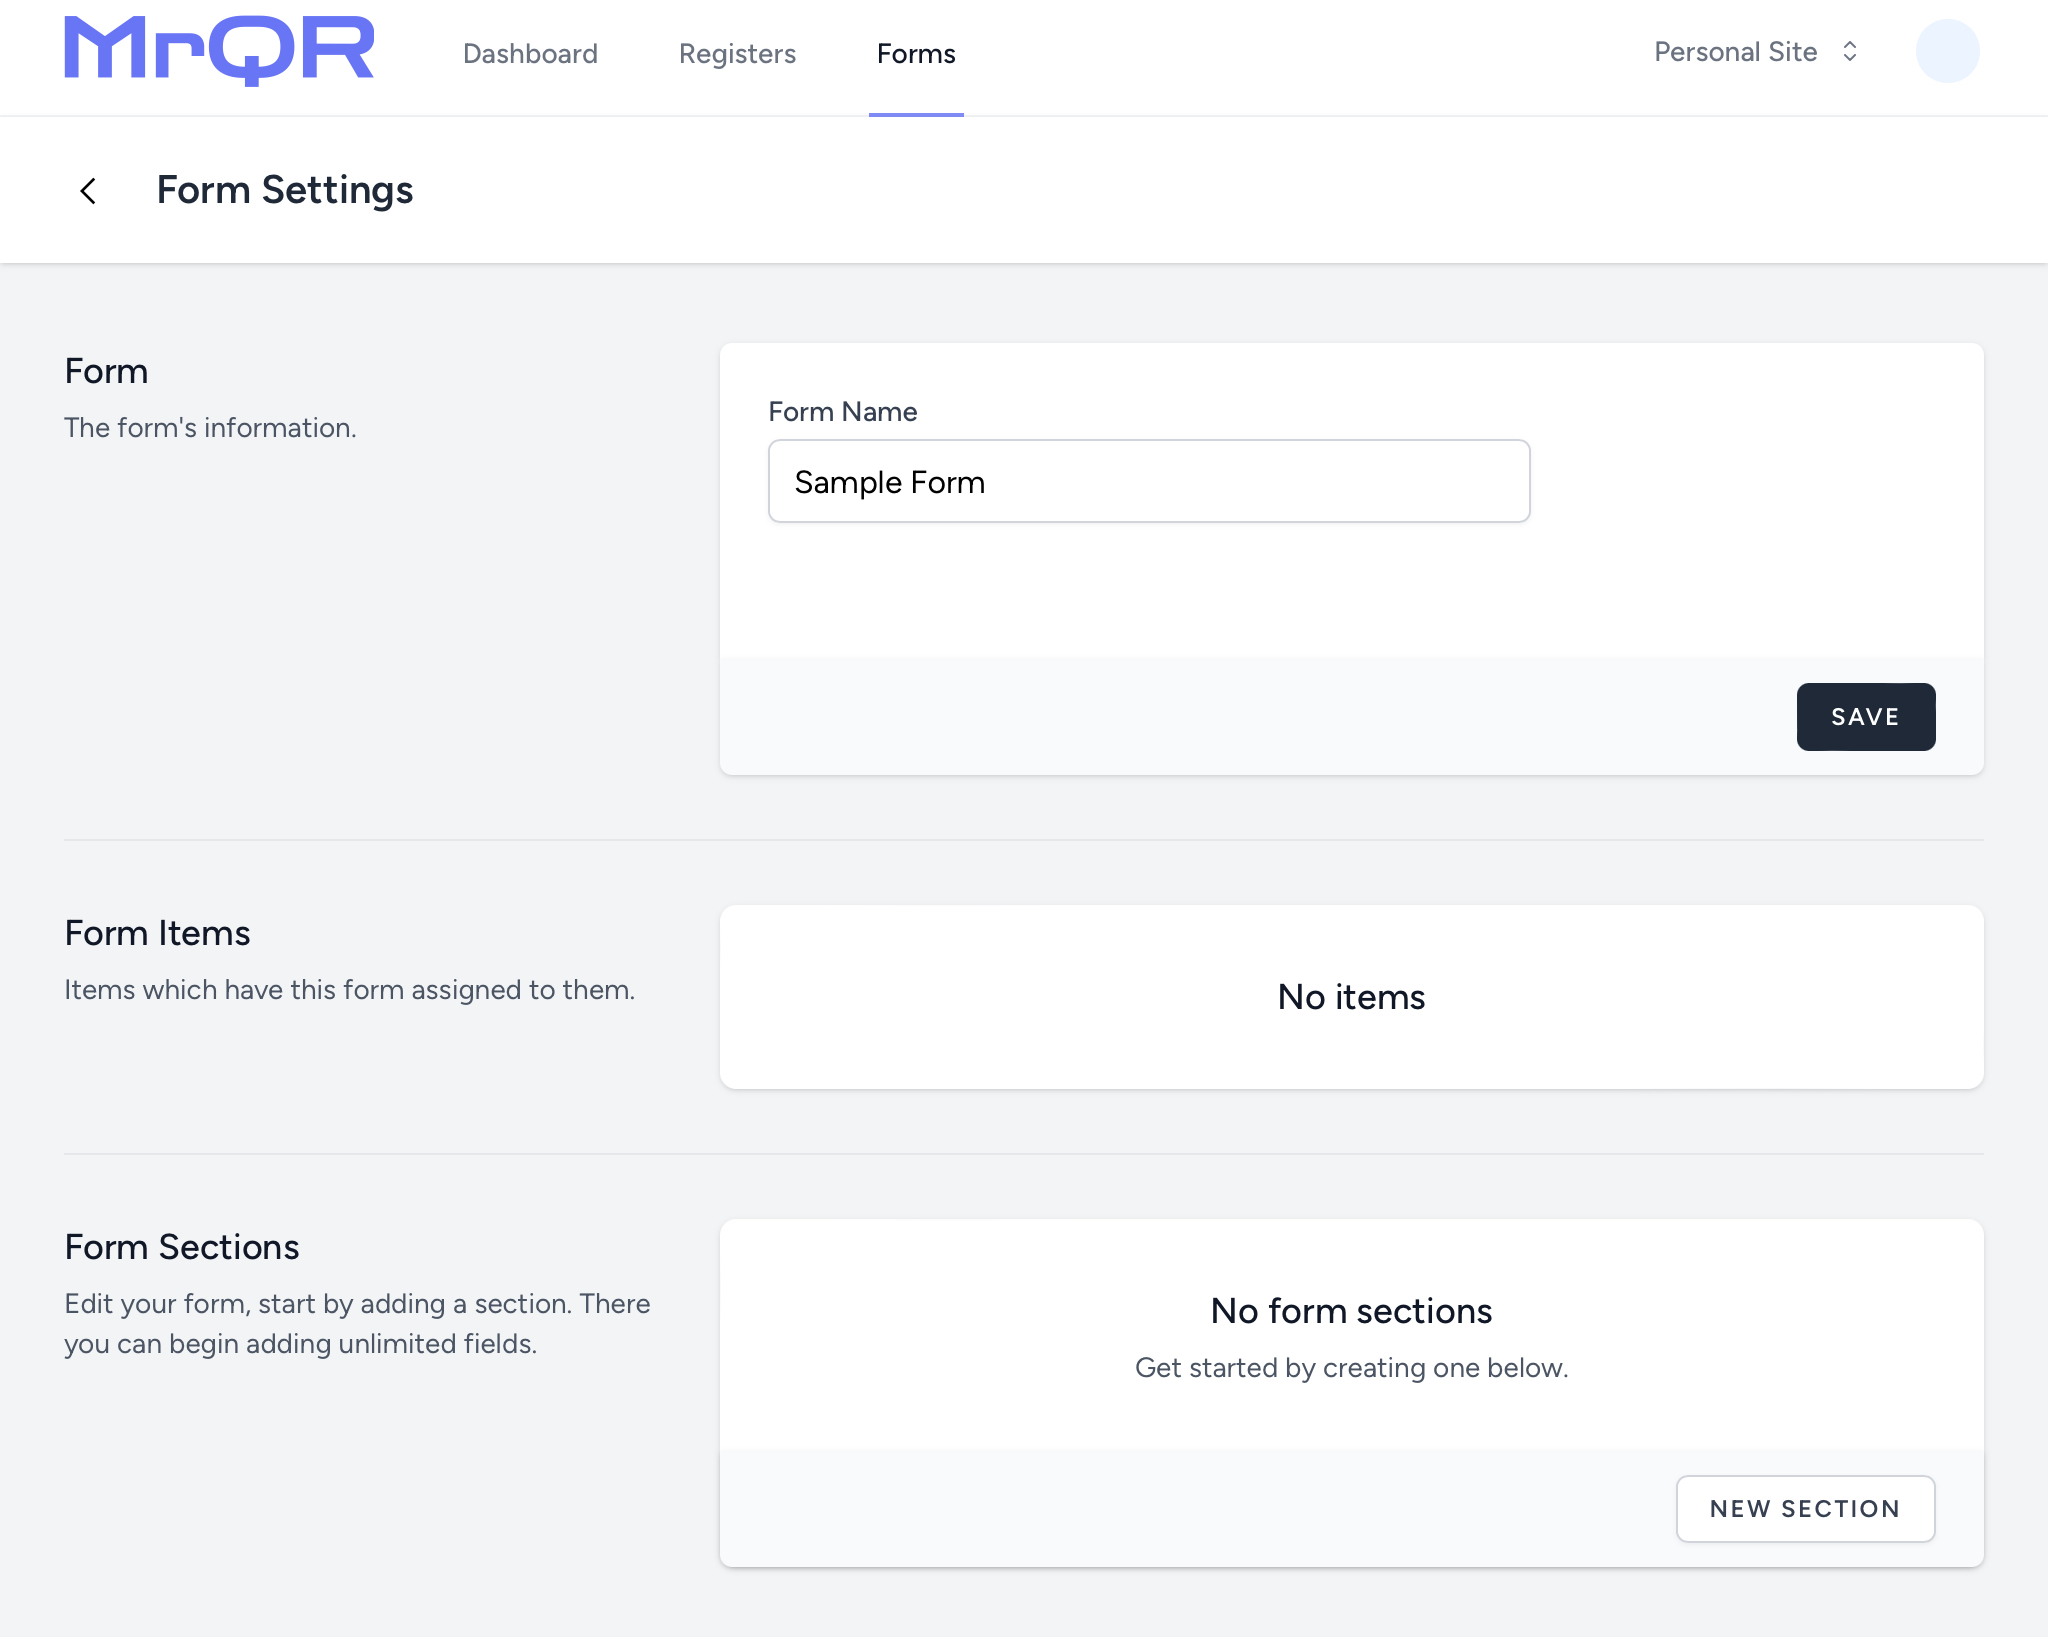 MrQR
Dashboard
Registers
Forms
Personal Site
Form Settings
Form
The form's information.
Form Name
Sample Form
SAVE
Form Items
Items which have this form assigned to them.
No items
Form Sections
Edit your form, start by adding a section. There
you can begin adding unlimited fields.
No form sections
Get started by creating one below.
NEW SECTION